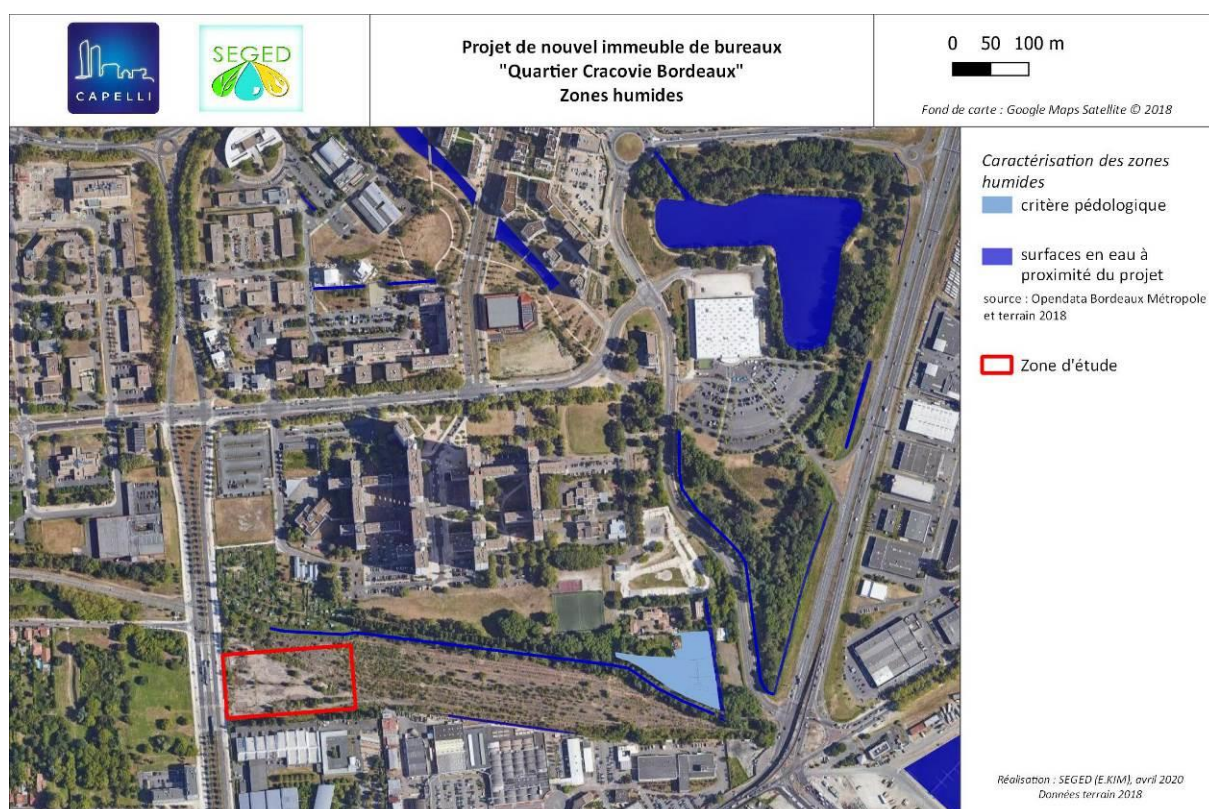 CAPELLI
SEGED
Projet de nouvel immeuble de bureaux
"Quartier Cracovie Bordeaux"
Zones humides
0 50 100 m
Fond de carte : Google Maps Satellite © 2018
Caractérisation des zones
humides
critère pédologique
surfaces en eau à
proximité du projet
source : Opendata Bordeaux Métropole
et terrain 2018
Zone d'étude
Réalisation : SEGED (E.KIM), avril 2020
Données terrain 2018